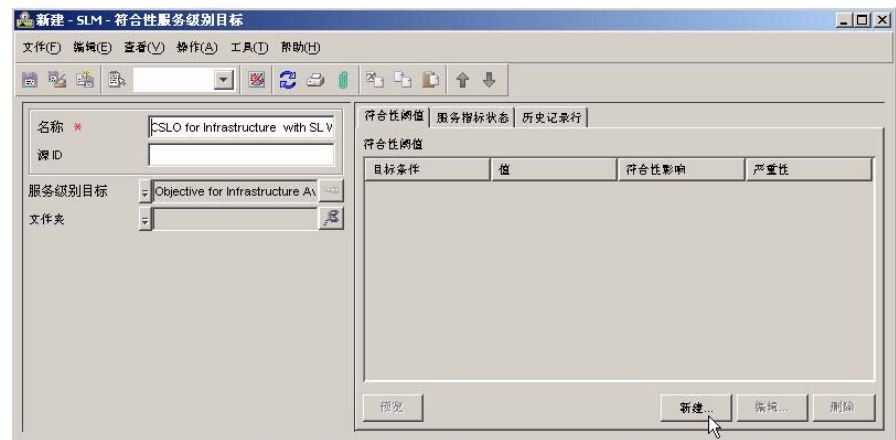 新建 - SLM - 符合性服务级别目标
文件(F) 编辑(E) 查看(V) 操作(A) 工具(T) 帮助(H)
名称 * CSLO for Infrastructure with SL V
源 ID
服务级别目标 Objective for Infrastructure Av
文件夹
符合性阈值 服务指标状态 历史记录行
符合性阈值
目标条件 值 符合性影响 严重性
预览 新建... 编辑... 删除